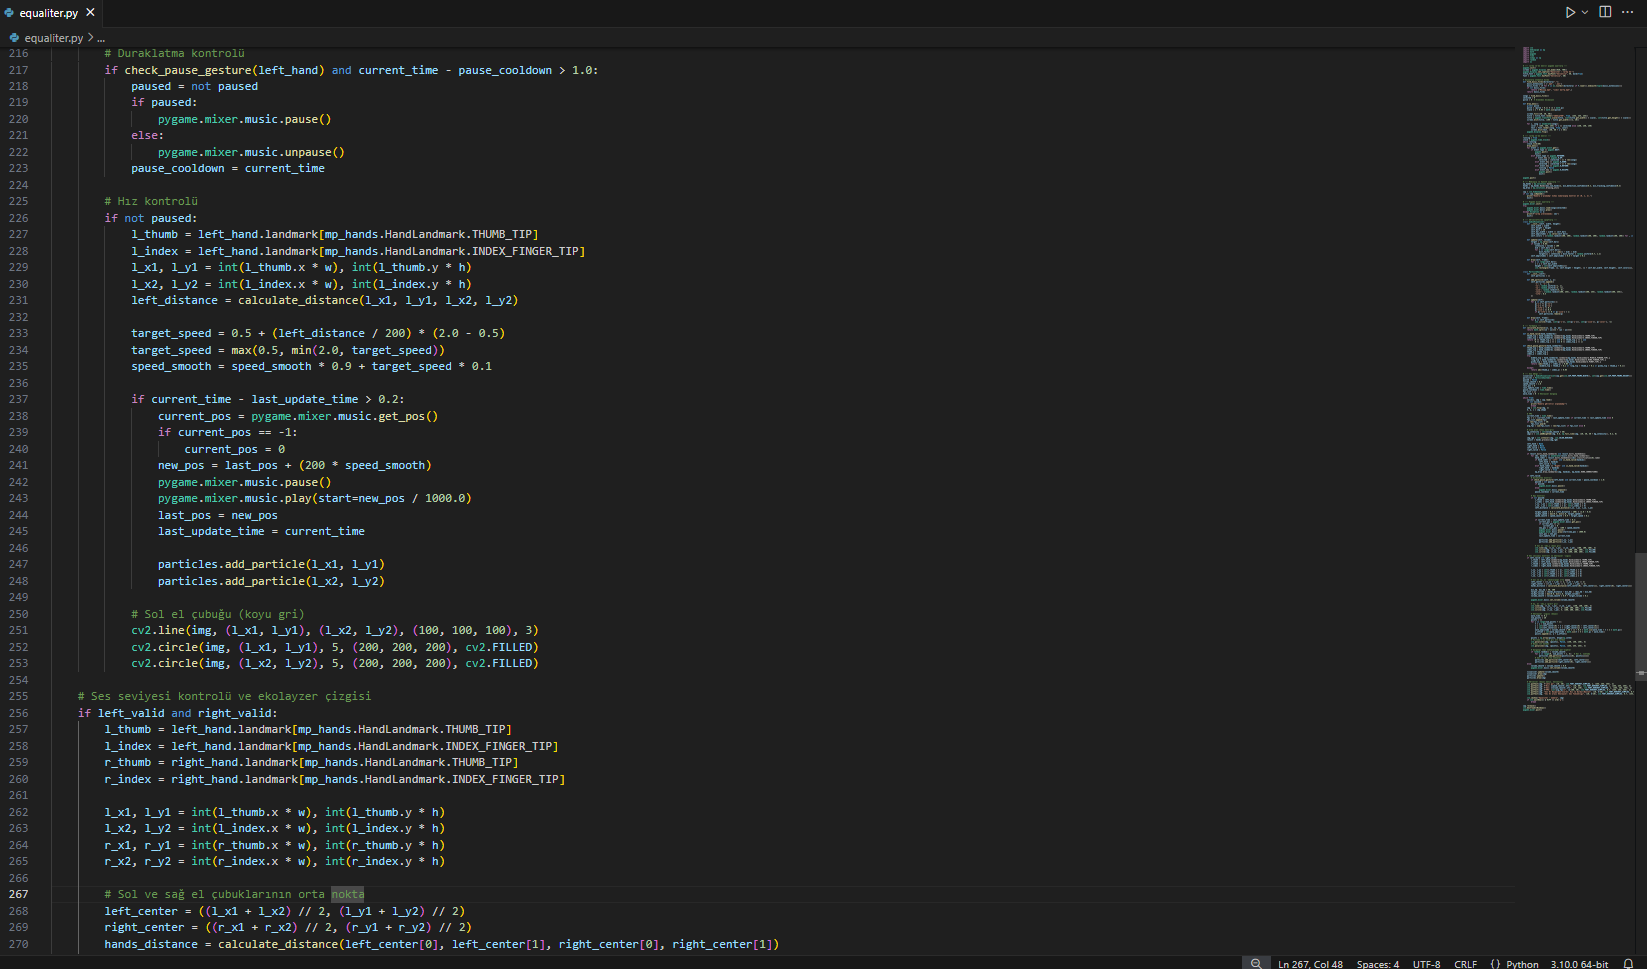 equaliter.py
equaliter.py > ...
216 # Duraklatma kontrolü
217 if check_pause_gesture(left_hand) and current_time - pause_cooldown > 1.0:
218 paused = not paused
219 if paused:
220 pygame.mixer.music.pause()
221 else:
222 pygame.mixer.music.unpause()
223 pause_cooldown = current_time
224
225 # Hız kontrolü
226 if not paused:
227 l_thumb = left_hand.landmark[mp_hands.HandLandmark.THUMB_TIP]
228 l_index = left_hand.landmark[mp_hands.HandLandmark.INDEX_FINGER_TIP]
229 l_x1, l_y1 = int(l_thumb.x * w), int(l_thumb.y * h)
230 l_x2, l_y2 = int(l_index.x * w), int(l_index.y * h)
231 left_distance = calculate_distance(l_x1, l_y1, l_x2, l_y2)
232
233 target_speed = 0.5 + (left_distance / 200) * (2.0 - 0.5)
234 target_speed = max(0.5, min(2.0, target_speed))
235 speed_smooth = speed_smooth * 0.9 + target_speed * 0.1
236
237 if current_time - last_update_time > 0.2:
238 current_pos = pygame.mixer.music.get_pos()
239 if current_pos == -1:
240 current_pos = 0
241 new_pos = last_pos + (200 * speed_smooth)
242 pygame.mixer.music.pause()
243 pygame.mixer.music.play(start=new_pos / 1000.0)
244 last_pos = new_pos
245 last_update_time = current_time
246
247 particles.add_particle(l_x1, l_y1)
248 particles.add_particle(l_x2, l_y2)
249
250 # Sol el çubuğu (koyu gri)
251 cv2.line(img, (l_x1, l_y1), (l_x2, l_y2), (100, 100, 100), 3)
252 cv2.circle(img, (l_x1, l_y1), 5, (200, 200, 200), cv2.FILLED)
253 cv2.circle(img, (l_x2, l_y2), 5, (200, 200, 200), cv2.FILLED)
254
255 # Ses seviyesi kontrolü ve ekolayzer çizgisi
256 if left_valid and right_valid:
257 l_thumb = left_hand.landmark[mp_hands.HandLandmark.THUMB_TIP]
258 l_index = left_hand.landmark[mp_hands.HandLandmark.INDEX_FINGER_TIP]
259 r_thumb = right_hand.landmark[mp_hands.HandLandmark.THUMB_TIP]
260 r_index = right_hand.landmark[mp_hands.HandLandmark.INDEX_FINGER_TIP]
261
262 l_x1, l_y1 = int(l_thumb.x * w), int(l_thumb.y * h)
263 l_x2, l_y2 = int(l_index.x * w), int(l_index.y * h)
264 r_x1, r_y1 = int(r_thumb.x * w), int(r_thumb.y * h)
265 r_x2, r_y2 = int(r_index.x * w), int(r_index.y * h)
266
267 # Sol ve sağ el çubuklarının orta nokta
268 left_center = ((l_x1 + l_x2) // 2, (l_y1 + l_y2) // 2)
269 right_center = ((r_x1 + r_x2) // 2, (r_y1 + r_y2) // 2)
270 hands_distance = calculate_distance(left_center[0], left_center[1], right_center[0], right_center[1])
Ln 267, Col 48 Spaces: 4 UTF-8 CRLF {} Python 3.10.0 64-bit